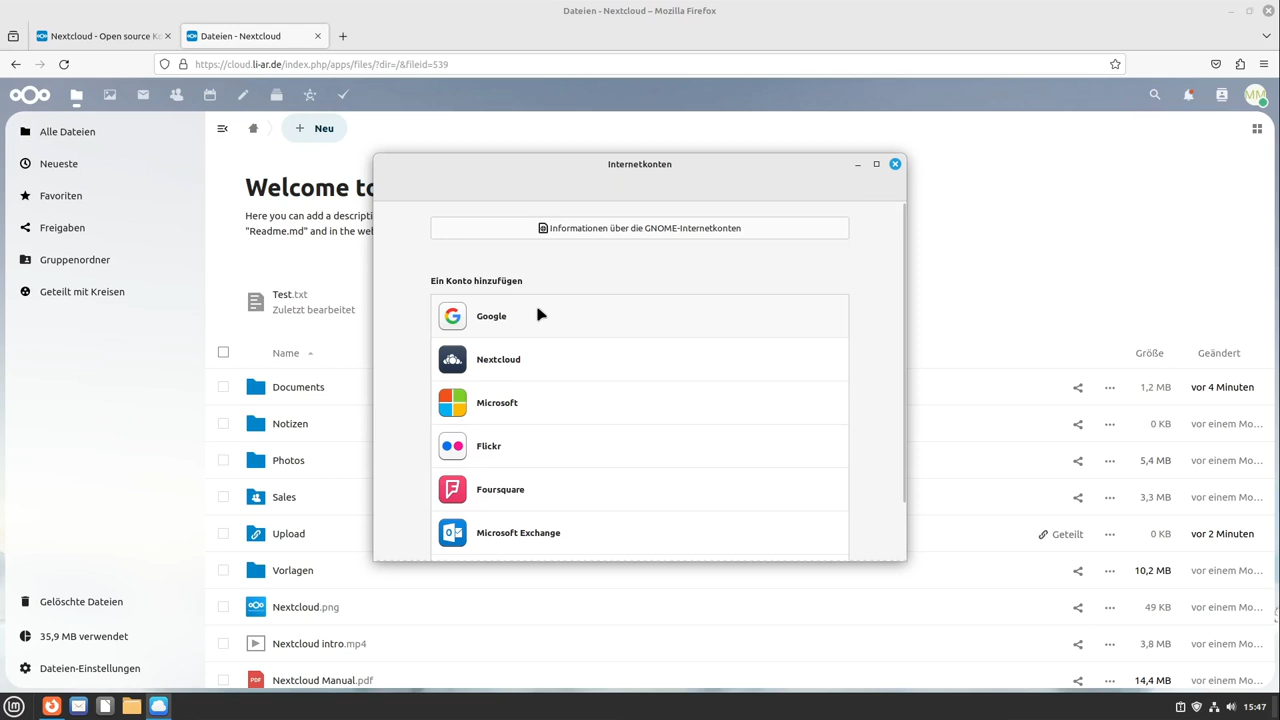 Dateien - Nextcloud – Mozilla Firefox
Nextcloud - Open source Ko
Dateien - Nextcloud
https://cloud.li-ar.de/index.php/apps/files/?dir=/&fileid=539
MM
Alle Dateien
Neueste
Favoriten
Freigaben
Gruppenordner
Geteilt mit Kreisen
Gelöschte Dateien
35,9 MB verwendet
Dateien-Einstellungen
Neu
Welcome to
Here you can add a descripti
"Readme.md" and in the we
Test.txt
Zuletzt bearbeitet
Name Größe Geändert
Documents 1,2 MB vor 4 Minuten
Notizen 0 KB vor einem Mo...
Photos 5,4 MB vor einem Mo...
Sales 3,3 MB vor einem Mo...
Upload Geteilt 0 KB vor 2 Minuten
Vorlagen 10,2 MB vor einem Mo...
Nextcloud.png 49 KB vor einem Mo...
Nextcloud intro.mp4 3,8 MB vor einem Mo...
Nextcloud Manual.pdf 14,4 MB vor einem Mo...
Internetkonten
Informationen über die GNOME-Internetkonten
Ein Konto hinzufügen
Google
Nextcloud
Microsoft
Flickr
Foursquare
Microsoft Exchange
15:47